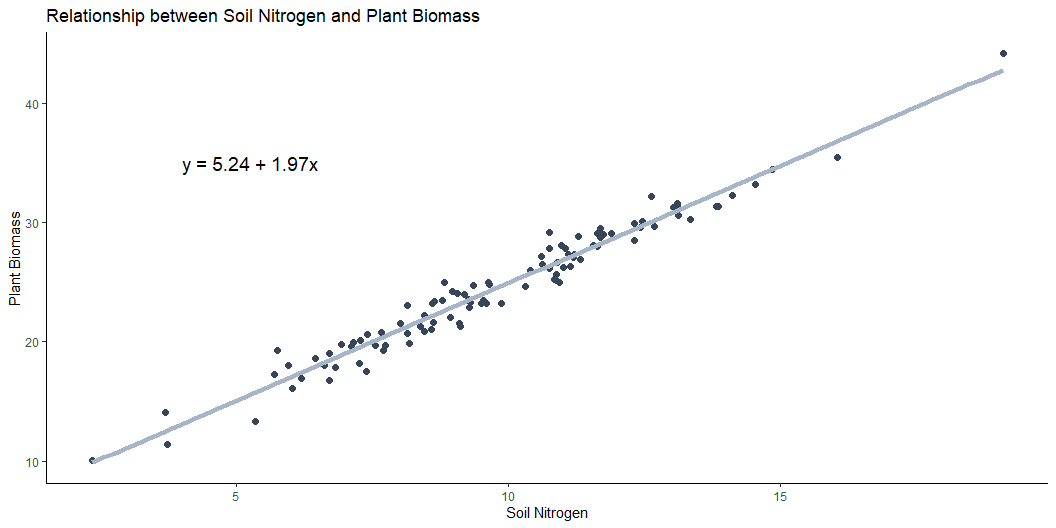 Relationship between Soil Nitrogen and Plant Biomass
40
y = 5.24 + 1.97x
30
Plant Biomass
20
10
5 10 15
Soil Nitrogen